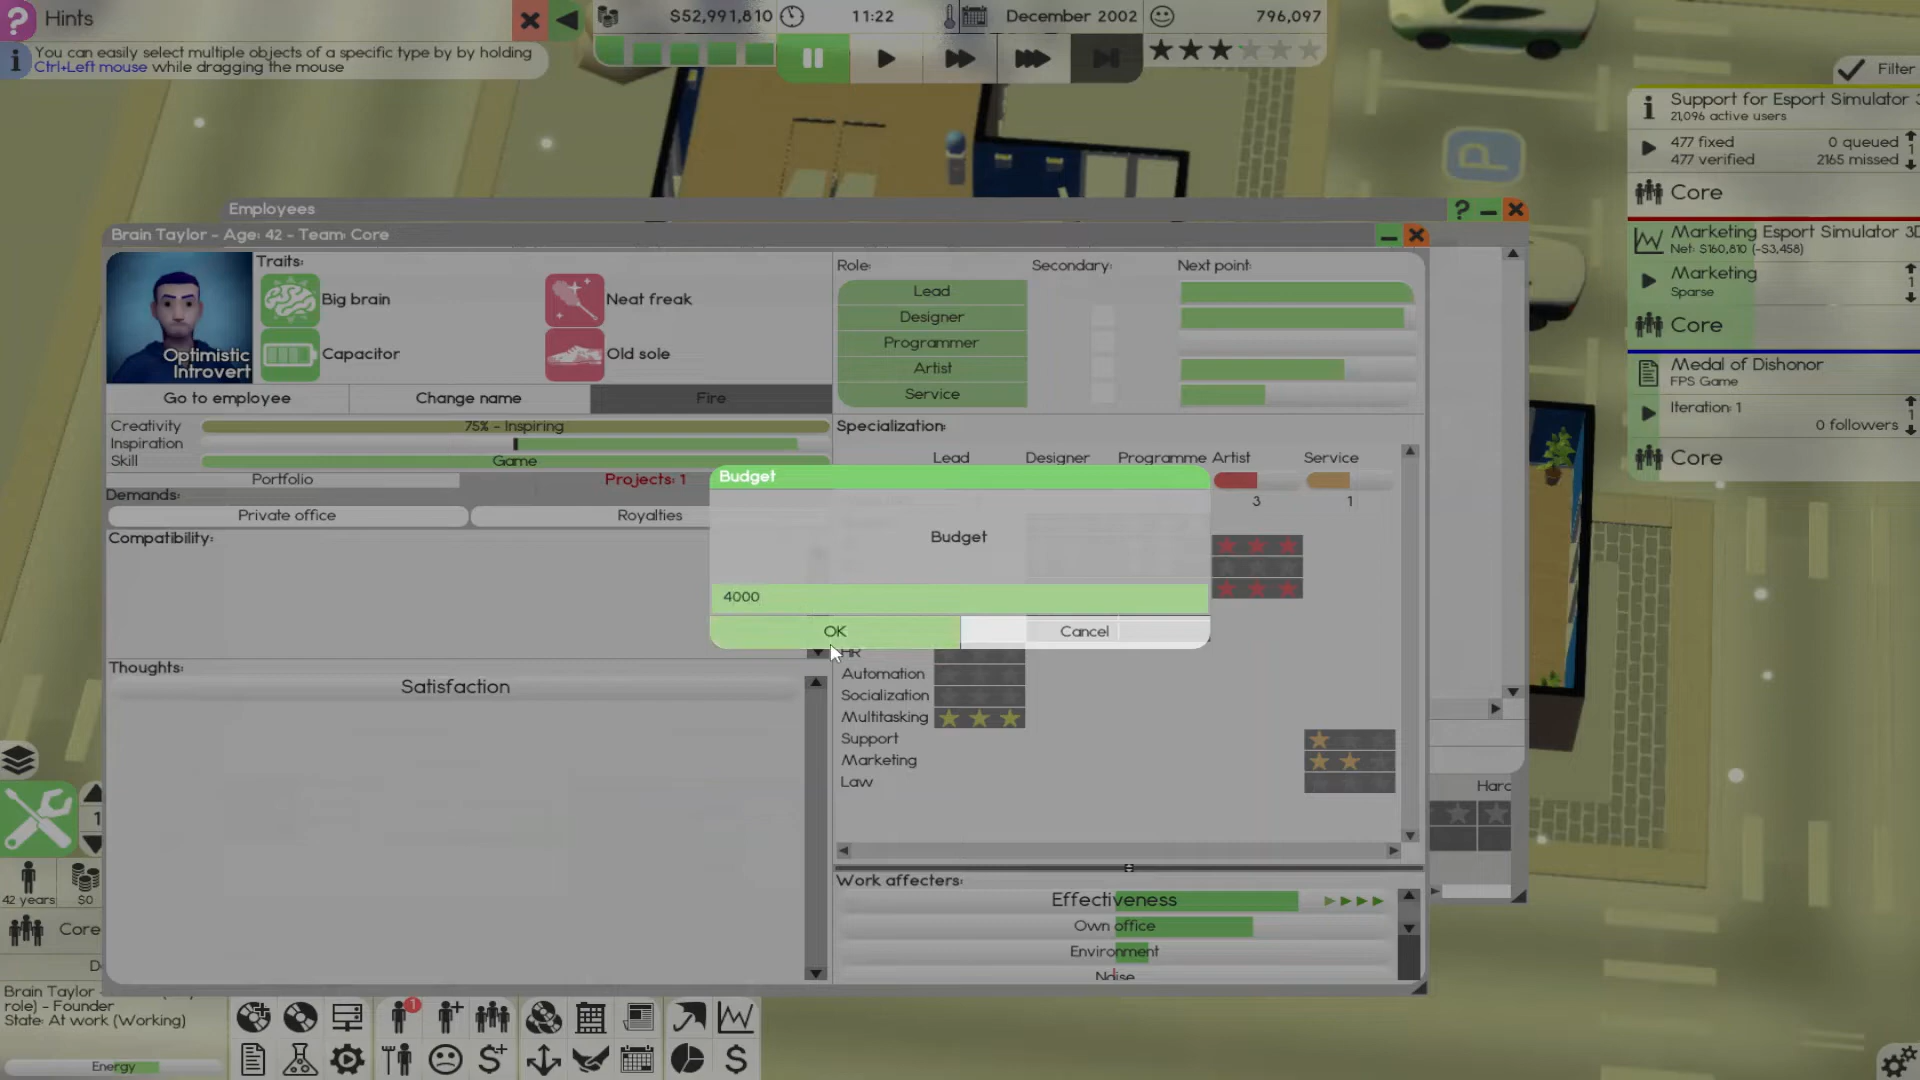 Hints
You can easily select multiple objects of a specific type by by holding
Ctrl+Left mouse while dragging the mouse
$52,991,810
11:22
December 2002
796,097
Filter
Support for Esport Simulator 3
21,096 active users
477 fixed
0 queued
477 verified
2165 missed
1
Core
Marketing Esport Simulator 3D
Net: $160,810 (-$3,458)
Marketing
Sparse
1
Core
Medal of Dishonor
FPS Game
Iteration: 1
0 followers
1
Core
Employees
Brain Taylor - Age: 42 - Team: Core
Traits:
Big brain
Neat freak
Capacitor
Old sole
Optimistic
Introvert
Go to employee
Change name
Fire
Creativity
75% - Inspiring
Inspiration
Skill
Game
Portfolio
Projects: 1
Demands:
Private office
Royalties
Compatibility:
Thoughts:
Satisfaction
Role:
Secondary:
Next point:
Lead
Designer
Programmer
Artist
Service
Specialization:
Lead
Designer
Programme
Artist
Service
3
1
Budget
Budget
4000
OK
Cancel
HR
Automation
Socialization
Multitasking
Support
Marketing
Law
Hard
Work affecters:
Effectiveness
Own office
Environment
Noise
1
42 years
$0
Core
D
Brain Taylor -
role) - Founder
State: At work (Working)
Energy
1